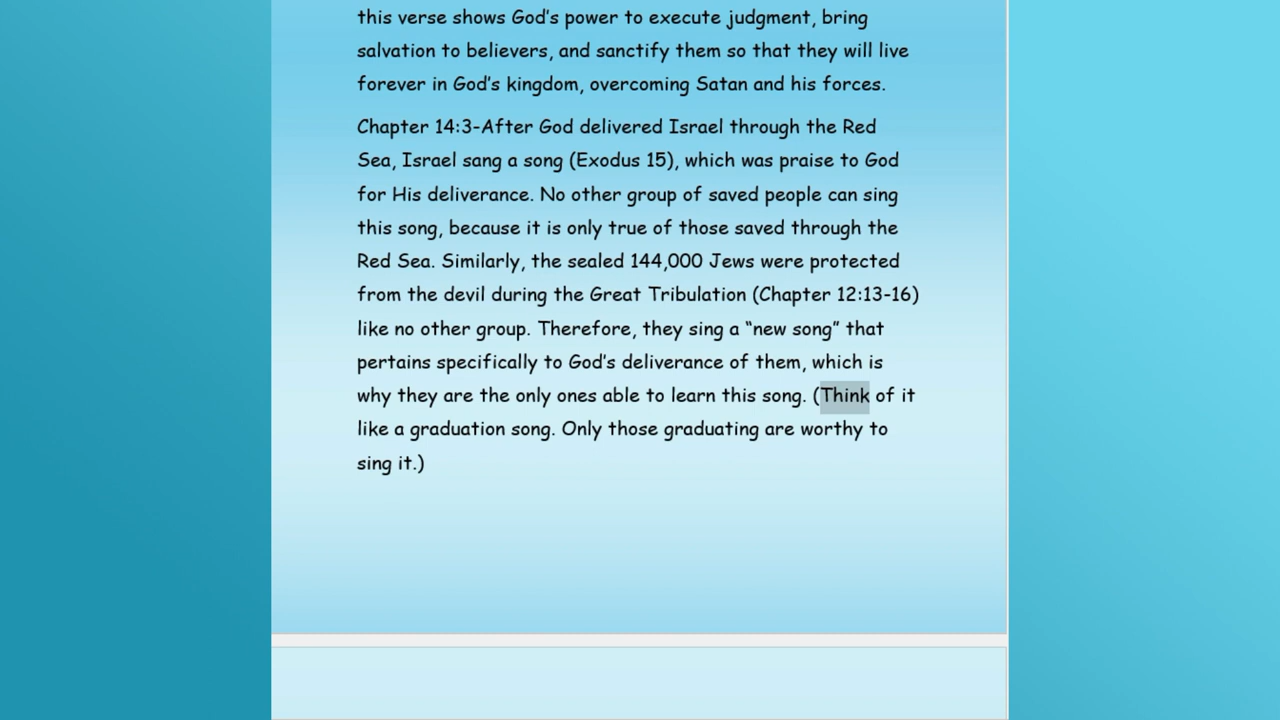 this verse shows God's power to execute judgment, bring
salvation to believers, and sanctify them so that they will live
forever in God's kingdom, overcoming Satan and his forces.
Chapter 14:3-After God delivered Israel through the Red
Sea, Israel sang a song (Exodus 15), which was praise to God
for His deliverance. No other group of saved people can sing
this song, because it is only true of those saved through the
Red Sea. Similarly, the sealed 144,000 Jews were protected
from the devil during the Great Tribulation (Chapter 12:13-16)
like no other group. Therefore, they sing a “new song” that
pertains specifically to God's deliverance of them, which is
why they are the only ones able to learn this song. (Think of it
like a graduation song. Only those graduating are worthy to
sing it.)